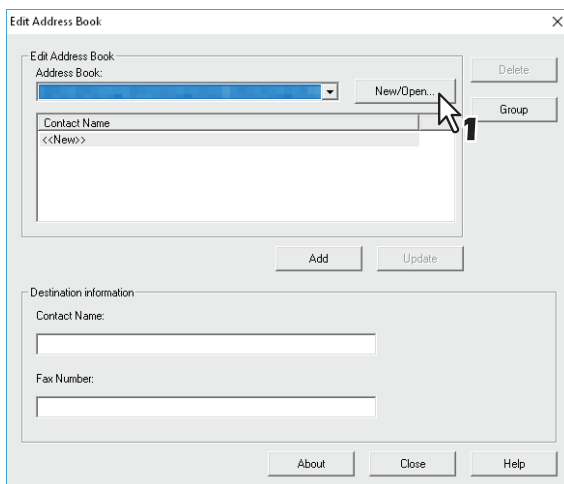 Edit Address Book
Edit Address Book
Address Book:
New/Open...
Delete
Group
1
Contact Name
<<New>>
Add
Update
Destination information
Contact Name:
Fax Number:
About
Close
Help